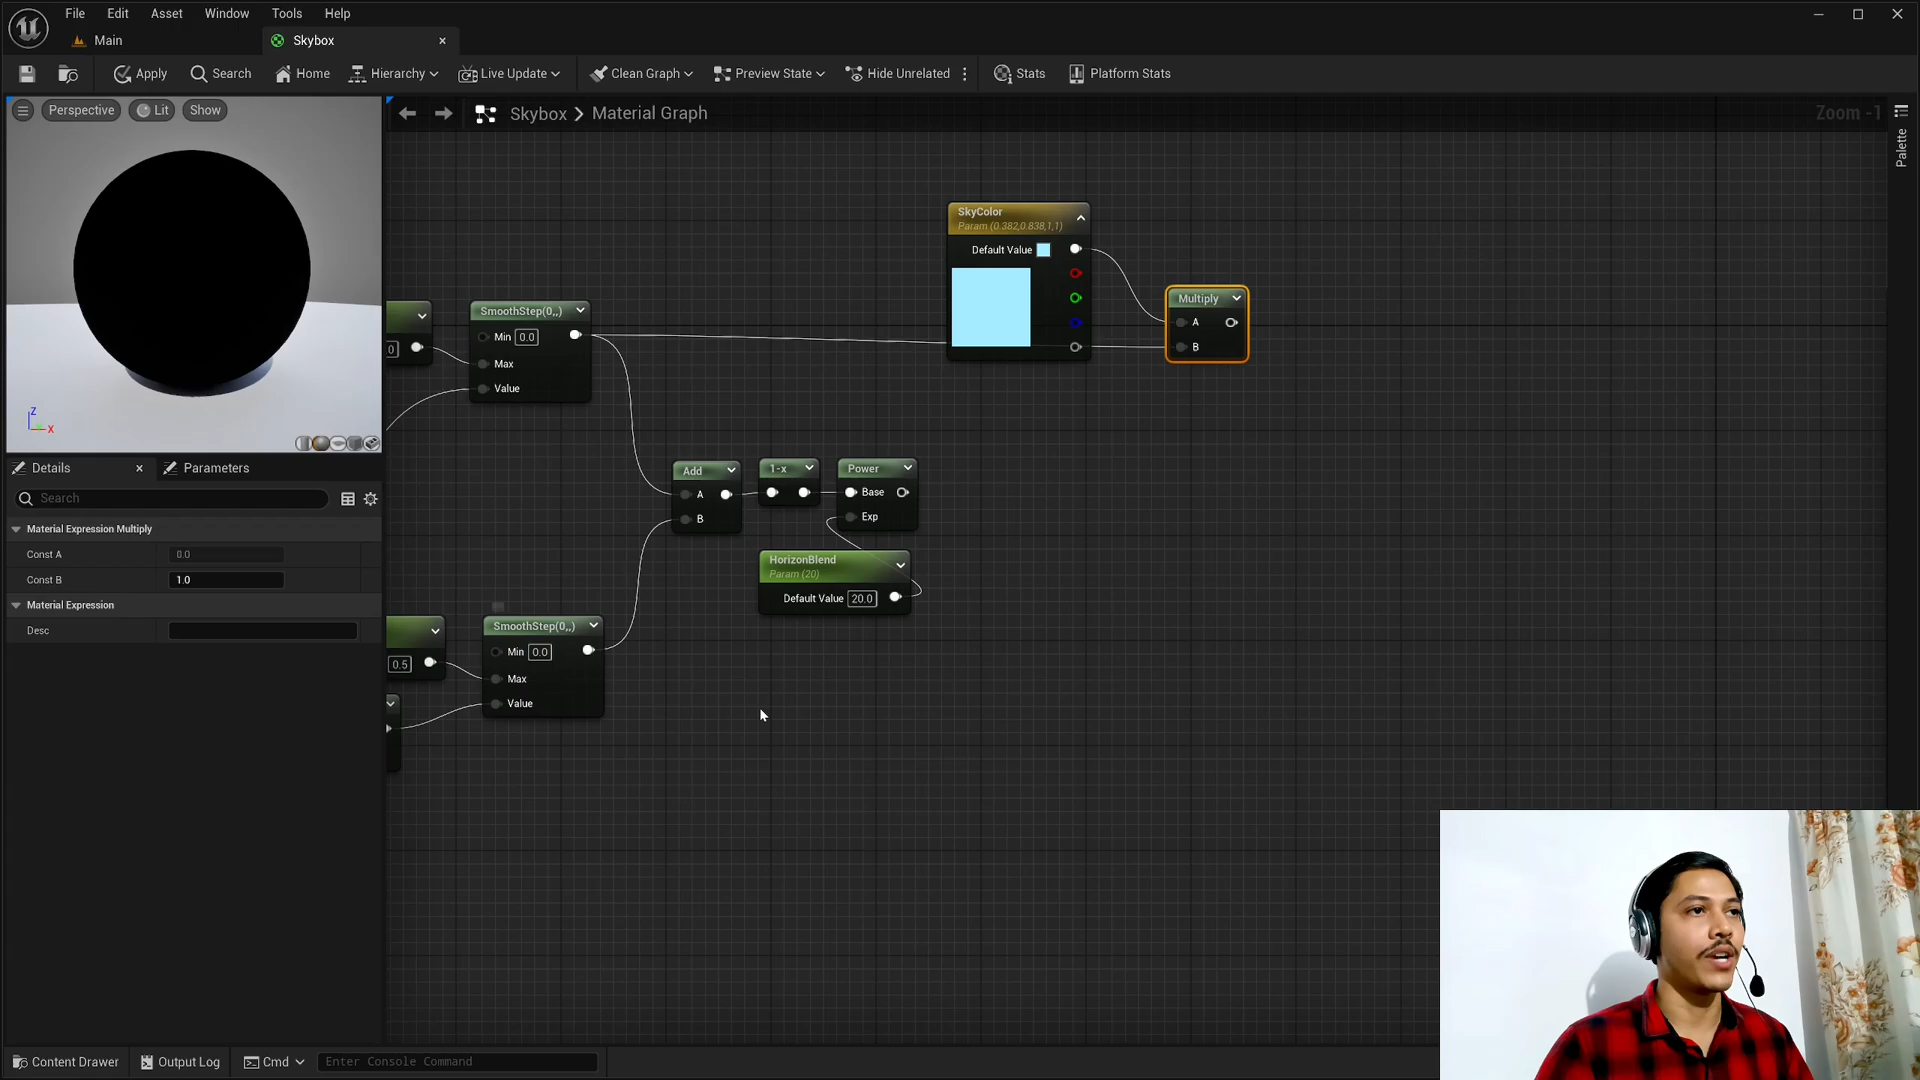 File Edit Asset Window Tools Help
Main
Skybox
Apply
Search
Home
Hierarchy
Live Update
Clean Graph
Preview State
Hide Unrelated
Stats
Platform Stats
Perspective
Lit
Show
Skybox > Material Graph
Zoom -1
Palette
SkyColor
Param (0.382,0.838,1,1)
Default Value
Multiply
A
B
SmoothStep(0,,)
Min 0.0
Max
Value
Z
X
Details
Parameters
Search
Material Expression Multiply
Const A 0.0
Const B 1.0
Material Expression
Desc
Add
A
B
1-x
Power
Base
Exp
HorizonBlend
Param (20)
Default Value 20.0
SmoothStep(0,,)
Min 0.0
Max
Value
0.5
Content Drawer
Output Log
Cmd
Enter Console Command